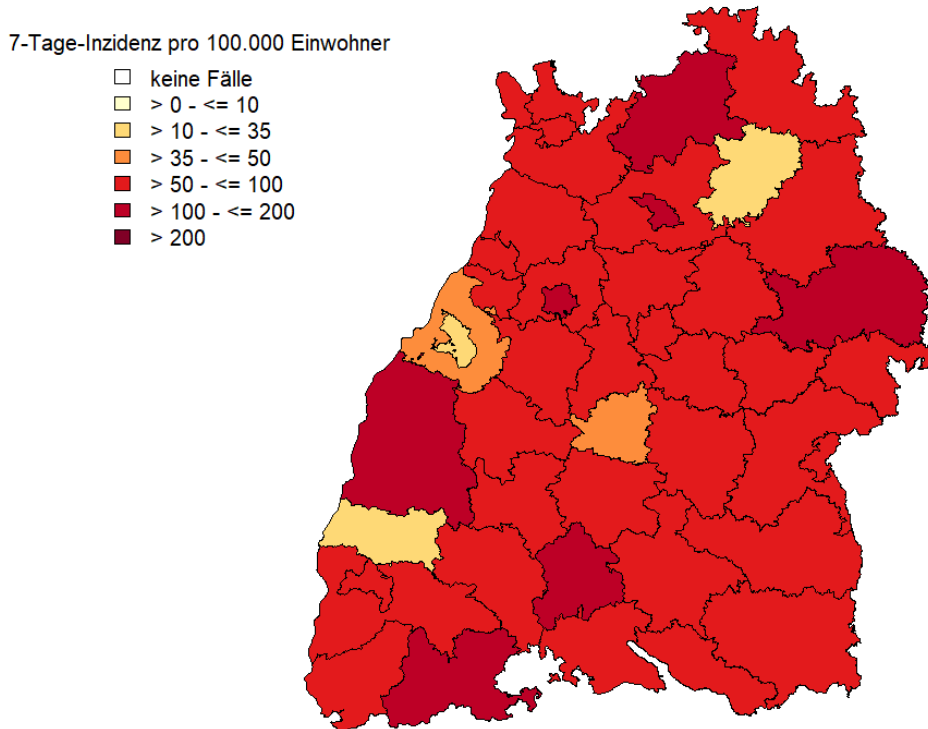 7-Tage-Inzidenz pro 100.000 Einwohner
keine Fälle
> 0 - <= 10
> 10 - <= 35
> 35 - <= 50
> 50 - <= 100
> 100 - <= 200
> 200